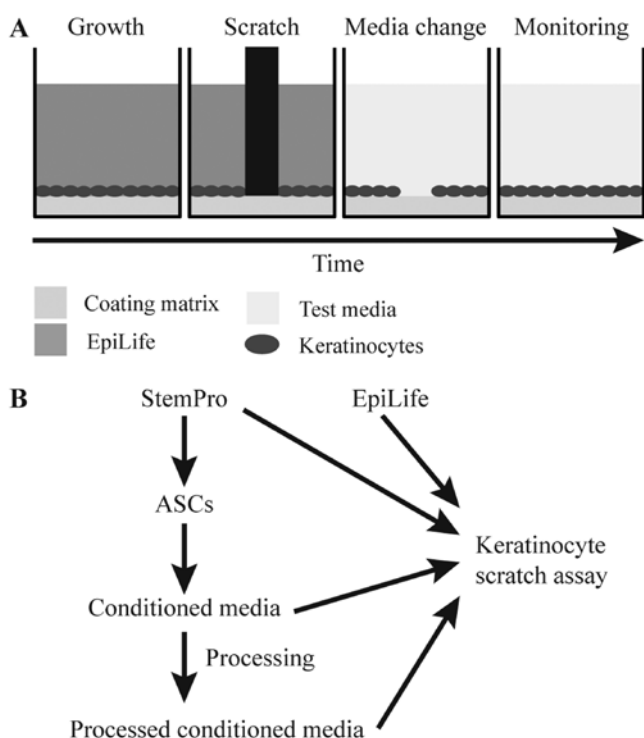 A
Growth Scratch Media change Monitoring
Time
Coating matrix Test media
EpiLife Keratinocytes
B
StemPro EpiLife
ASCs
Keratinocyte
scratch assay
Conditioned media
Processing
Processed conditioned media